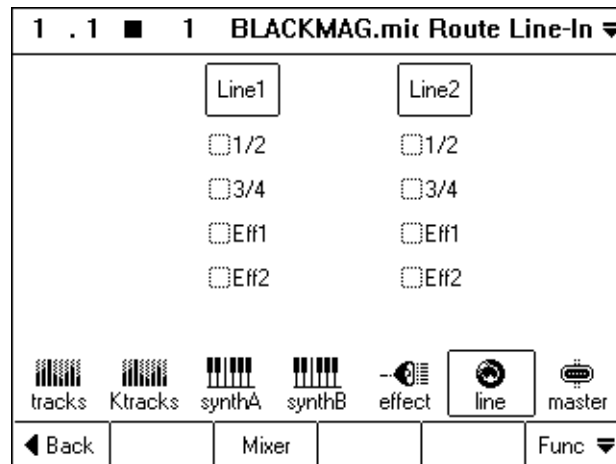 1 .1 ■ 1 BLACKMAG.mic Route Line-In
Line1 Line2
1/2 1/2
3/4 3/4
Eff1 Eff1
Eff2 Eff2
tracks Ktracks synthA synthB effect line master
Back Mixer Func